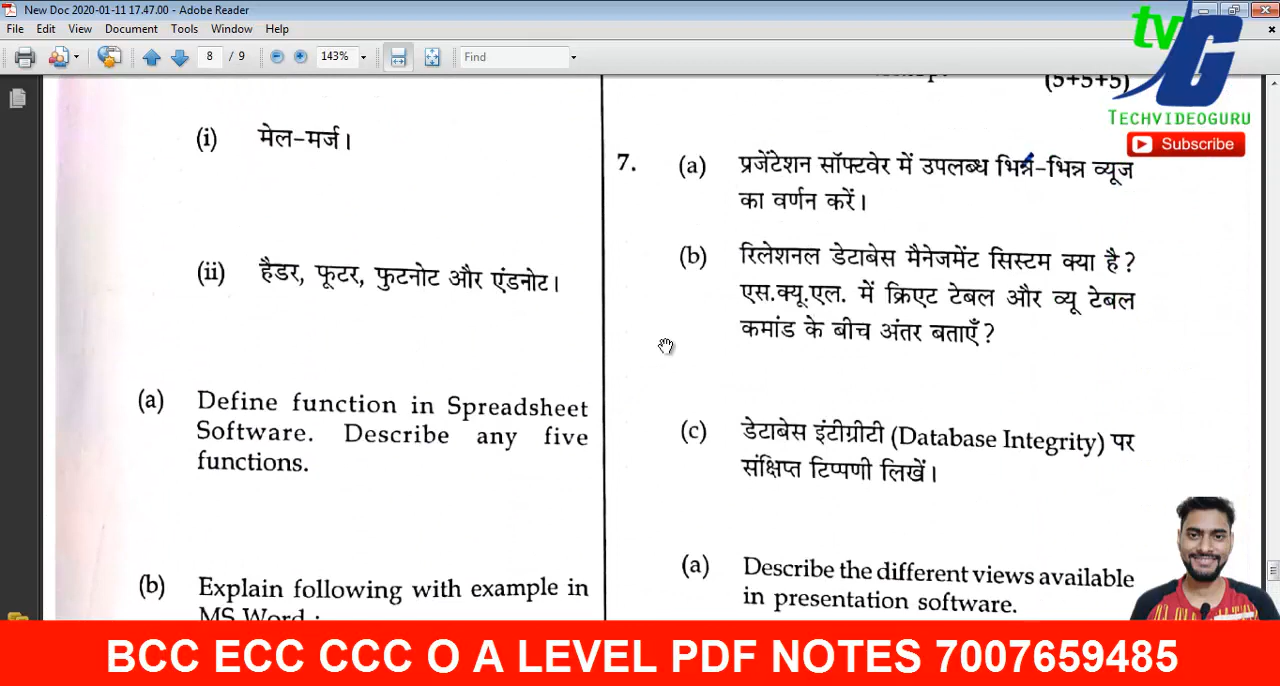 New Doc 2020-01-11 17.47.00 - Adobe Reader
File Edit View Document Tools Window Help
8 / 9 143% Find
tvG
TECHVIDEOGURU
Subscribe
(i) मेल-मर्ज।
(ii) हैडर, फूटर, फुटनोट और एंडनोट।
(a) Define function in Spreadsheet
Software. Describe any five
functions.
(b) Explain following with example in
MS Word :
(5+5+5)
7. (a) प्रजेंटेशन सॉफ्टवेर में उपलब्ध भिन्न-भिन्न व्यूज
का वर्णन करें।
(b) रिलेशनल डेटाबेस मैनेजमेंट सिस्टम क्या है?
एस.क्यू.एल. में क्रिएट टेबल और व्यू टेबल
कमांड के बीच अंतर बताएँ?
(c) डेटाबेस इंटीग्रीटी (Database Integrity) पर
संक्षिप्त टिप्पणी लिखें।
(a) Describe the different views available
in presentation software.
BCC ECC CCC O A LEVEL PDF NOTES 7007659485